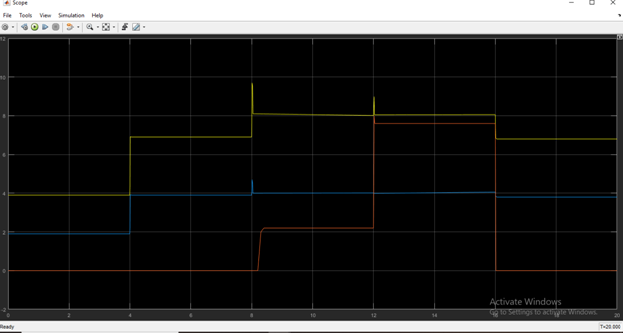 Scope
File Tools View Simulation Help
12
10
8
6
4
2
0
-2
0 2 4 6 8 10 12 14 16 18 20
Activate Windows
Go to Settings to activate Windows.
Ready T=20.000